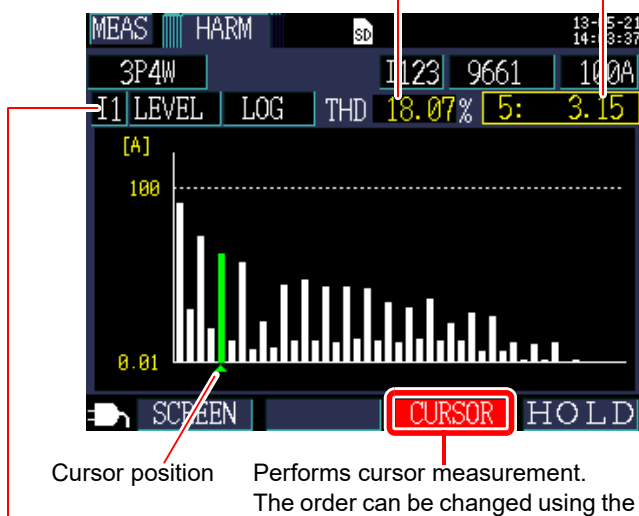 MEAS HARM SD 13-05-21
14:03:37
3P4W I123 9661 100A
I1 LEVEL LOG THD 18.07% 5: 3.15
[A]
100
0.01
SCREEN CURSOR HOLD
Cursor position Performs cursor measurement.
The order can be changed using the